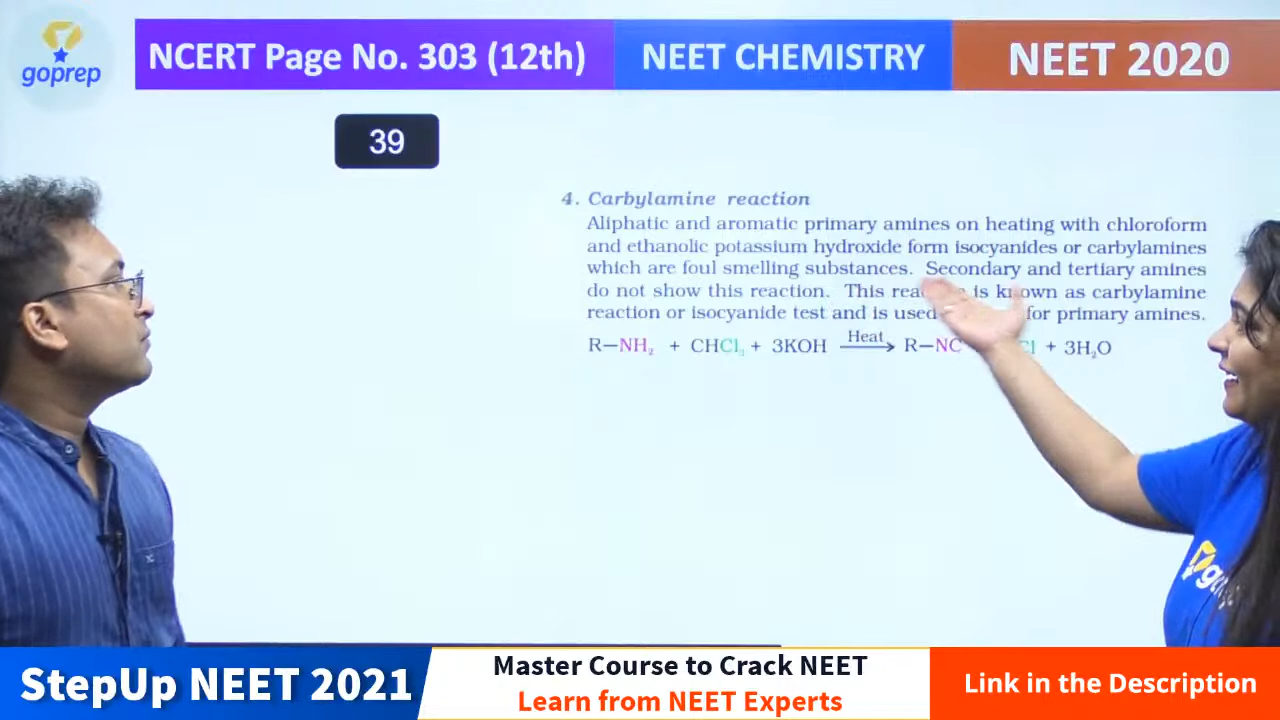 goprep
NCERT Page No. 303 (12th)
NEET CHEMISTRY
NEET 2020
39
4. Carbylamine reaction
Aliphatic and aromatic primary amines on heating with chloroform
and ethanolic potassium hydroxide form isocyanides or carbylamines
which are foul smelling substances. Secondary and tertiary amines
do not show this reaction. This is known as carbylamine
reaction or isocyanide test and is used for primary amines.
R—NH₂ + CHCl₃ + 3KOH Heat → R—NC Cl + 3H₂O
StepUp NEET 2021
Master Course to Crack NEET
Learn from NEET Experts
Link in the Description